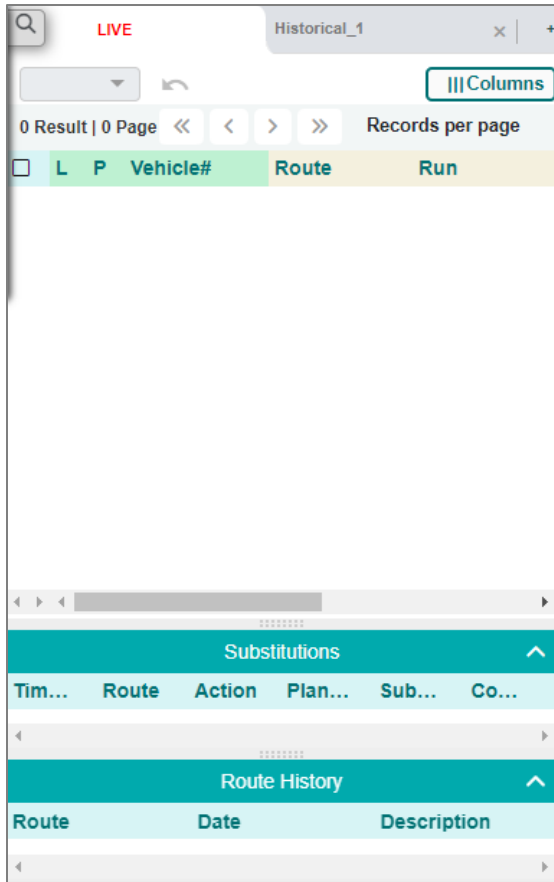 LIVE Historical_1 × +
Columns
0 Result | 0 Page « < > » Records per page
L P Vehicle# Route Run
Substitutions
Tim... Route Action Plan... Sub... Co...
Route History
Route Date Description